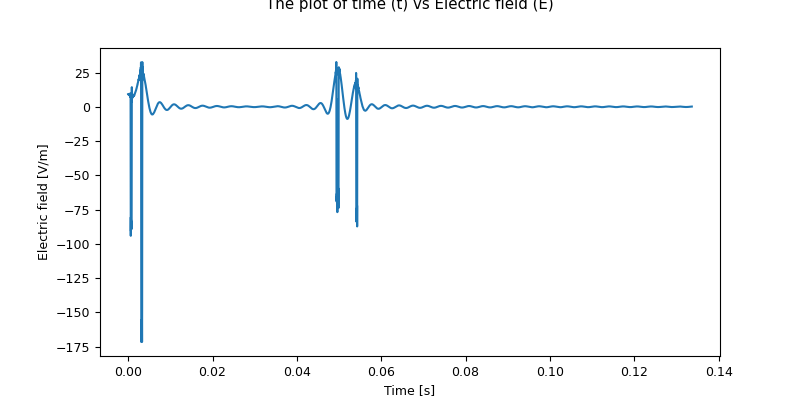 The plot of time (t) vs Electric field (E)
25
0
−25
−50
−75
−100
−125
−150
−175
Electric field [V/m]
0.00 0.02 0.04 0.06 0.08 0.10 0.12 0.14
Time [s]